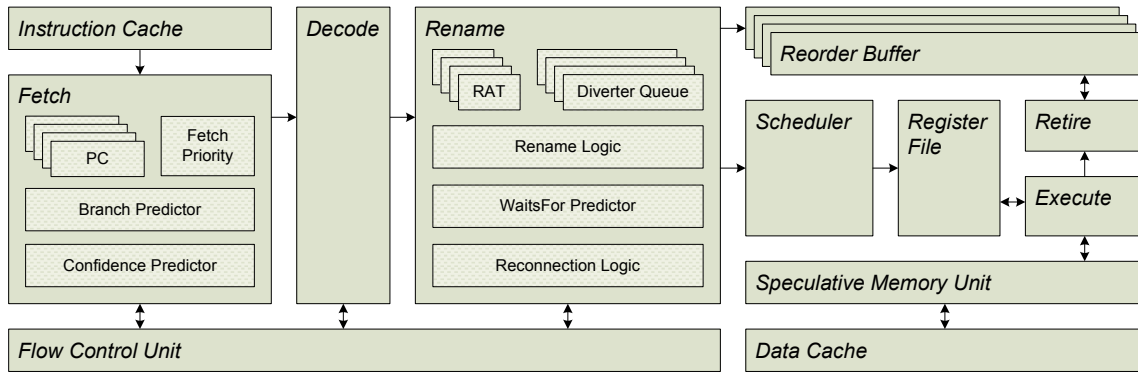 Instruction Cache
Fetch
PC
Fetch
Priority
Branch Predictor
Confidence Predictor
Decode
Rename
RAT
Diverter Queue
Rename Logic
WaitsFor Predictor
Reconnection Logic
Flow Control Unit
Reorder Buffer
Scheduler
Register
File
Retire
Execute
Speculative Memory Unit
Data Cache